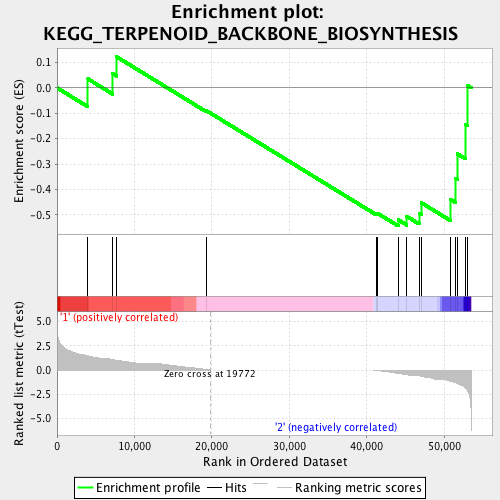 Enrichment plot:
KEGG_TERPENOID_BACKBONE_BIOSYNTHESIS
Enrichment score (ES)
0.1
0.0
-0.1
-0.2
-0.3
-0.4
-0.5
'1' (positively correlated)
Ranked list metric (tTest)
5.0
2.5
0.0
-2.5
-5.0
Zero cross at 19772
'2' (negatively correlated)
0
10,000
20,000
30,000
40,000
50,000
Rank in Ordered Dataset
Enrichment profile
Hits
Ranking metric scores